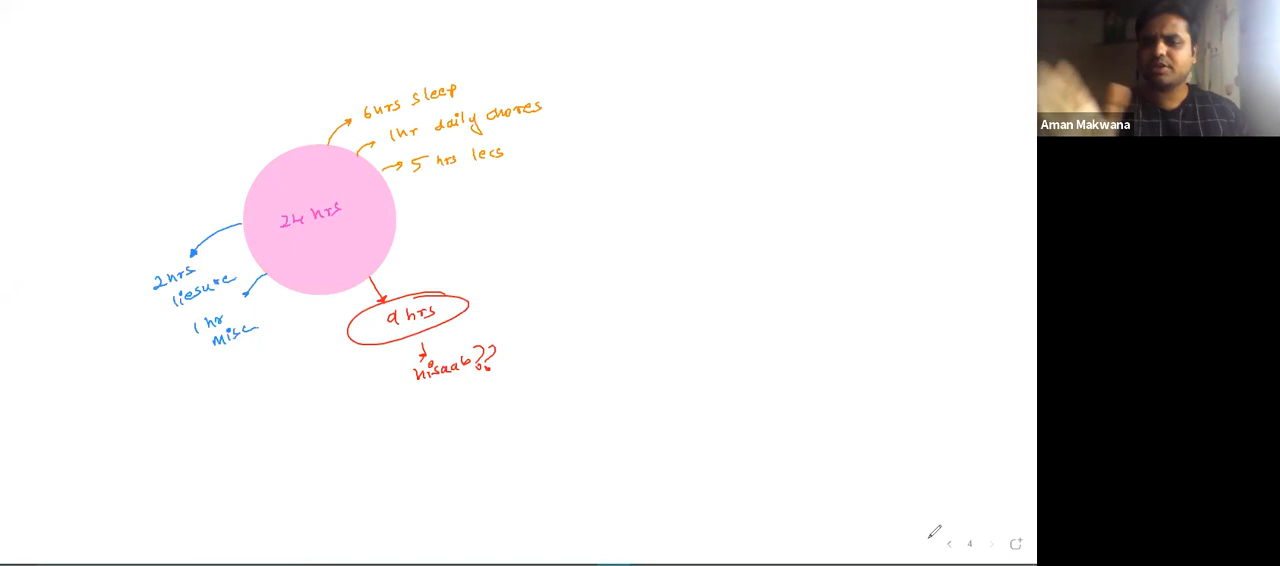 6hrs sleep
1hr daily chores
5 hrs lecs
24 hrs
2hrs
liesure
1 hr
misc
9 hrs
hisaab??
Aman Makwana
4